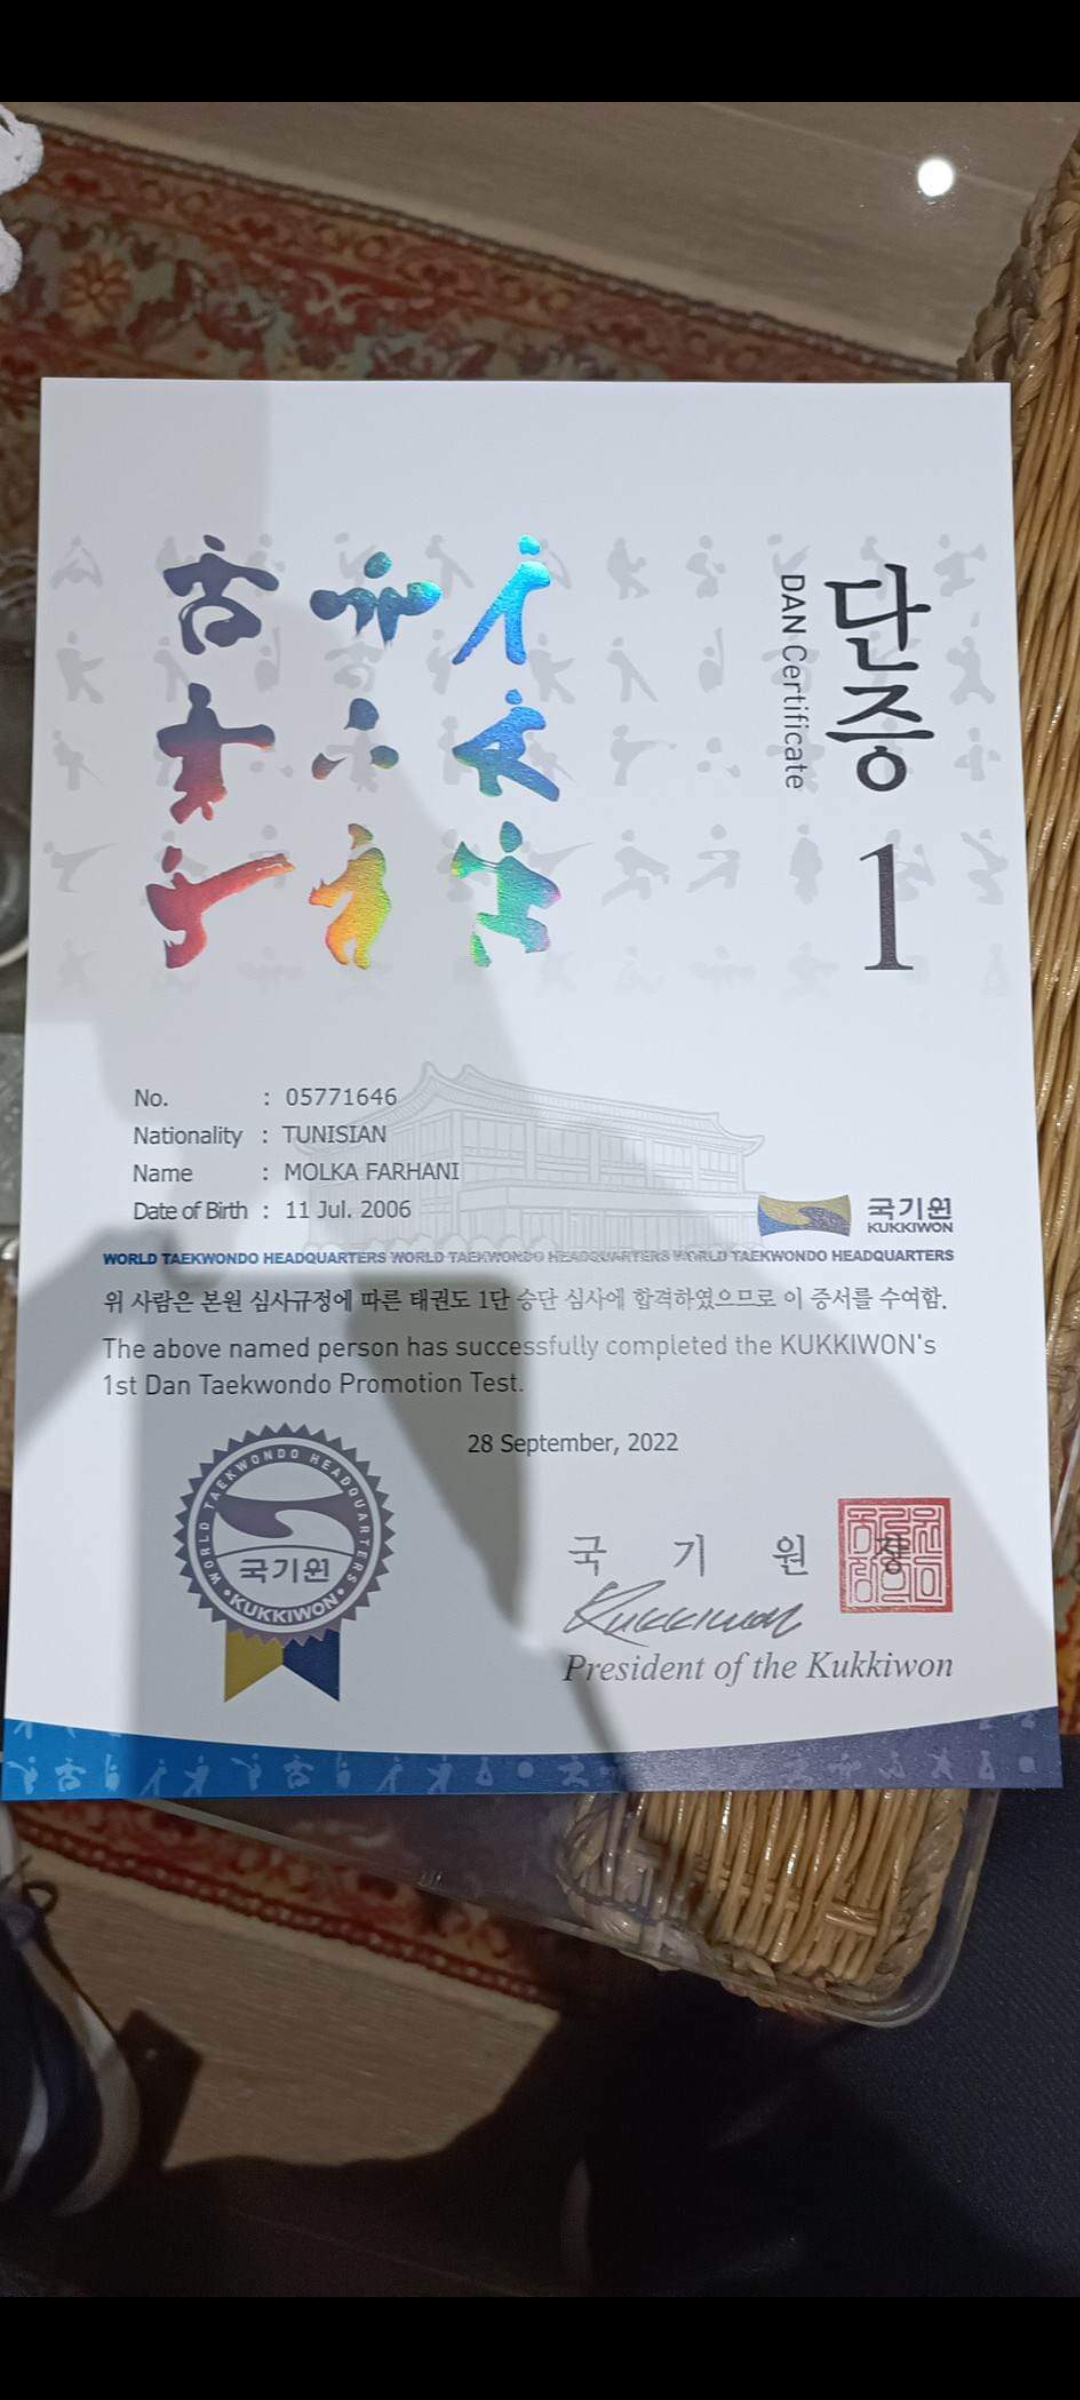 단증
DAN Certificate
1
No. : 05771646
Nationality : TUNISIAN
Name : MOLKA FARHANI
Date of Birth : 11 Jul. 2006
국기원
KUKKIWON
WORLD TAEKWONDO HEADQUARTERS WORLD TAEKWONDO HEADQUARTERS WORLD TAEKWONDO HEADQUARTERS
위 사람은 본원 심사규정에 따른 태권도 1단 승단 심사에 합격하였으므로 이 증서를 수여함.
The above named person has successfully completed the KUKKIWON's
1st Dan Taekwondo Promotion Test.
28 September, 2022
WORLD TAEKWONDO HEADQUARTERS
국기원
KUKKIWON
국 기 원 장
Kukkiwon
President of the Kukkiwon